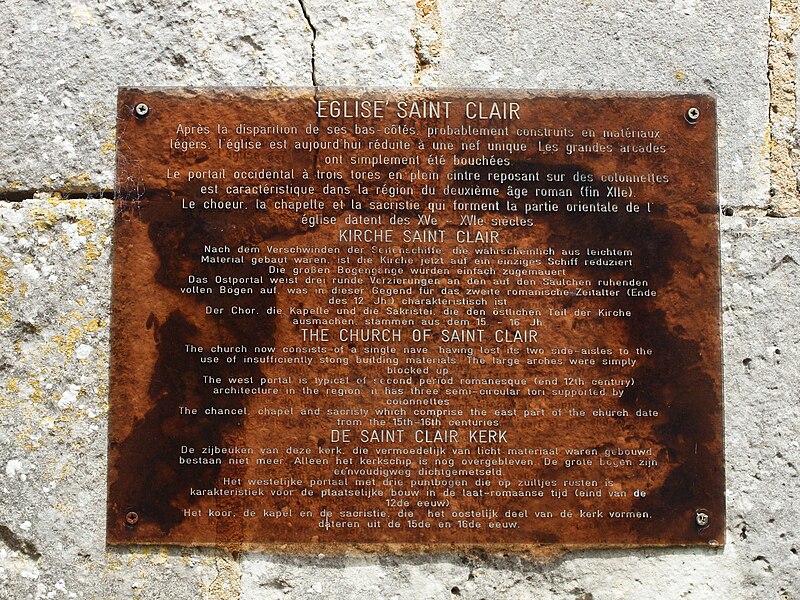 EGLISE SAINT CLAIR
Après la disparition de ses bas-côtés, probablement construits en matériaux
légers, l'église est aujourd'hui réduite à une nef unique. Les grandes arcades
ont simplement été bouchées.
Le portail occidental à trois tores en plein cintre reposant sur des colonnettes
est caractéristique dans la région du deuxième âge roman (fin XIIe).
Le choeur, la chapelle et la sacristie qui forment la partie orientale de l'
église datent des XVe - XVIe siècles
KIRCHE SAINT CLAIR
Nach dem Verschwinden der Seitenschiffe, die wahrscheinlich aus leichtem
Material gebaut waren, ist die Kirche jetzt auf ein einziges Schiff reduziert
Die großen Bogengänge wurden einfach zugemauert
Das Ostportal weist drei runde Verzierungen an den auf den Säulchen ruhenden
vollen Bogen auf, was in dieser Gegend für das zweite romanische Zeitalter (Ende
des 12. Jh.) charakteristisch ist
Der Chor, die Kapelle und die Sakristei, die den östlichen Teil der Kirche
ausmachen, stammen aus dem 15. - 16. Jh.
THE CHURCH OF SAINT CLAIR
The church now consists of a single nave, having lost its two side-aisles to the
use of insufficiently stong building materials. The large arches were simply
blocked up.
The west portal is typical of second period romanesque (end 12th century)
architecture in the region, it has three semi-circular tori supported by
colonnettes
The chancel, chapel and sacristy which comprise the east part of the church date
from the 15th-16th centuries
DE SAINT CLAIR KERK
De zijbeuken van deze kerk, die vermoedelijk van licht materiaal waren gebouwd,
bestaan niet meer. Alleen het kerkschip is nog overgebleven. De grote bogen zijn
eenvoudigweg dichtgemetseld.
Het westelijke portaal met drie puntbogen die op zuiltjes rusten is
karakteristiek voor de plaatselijke bouw in de laat-romaanse tijd (eind van de
12de eeuw)
Het koor, de kapel en de sacristie, die het oostelijk deel van de kerk vormen,
dateren uit de 15de en 16de eeuw.